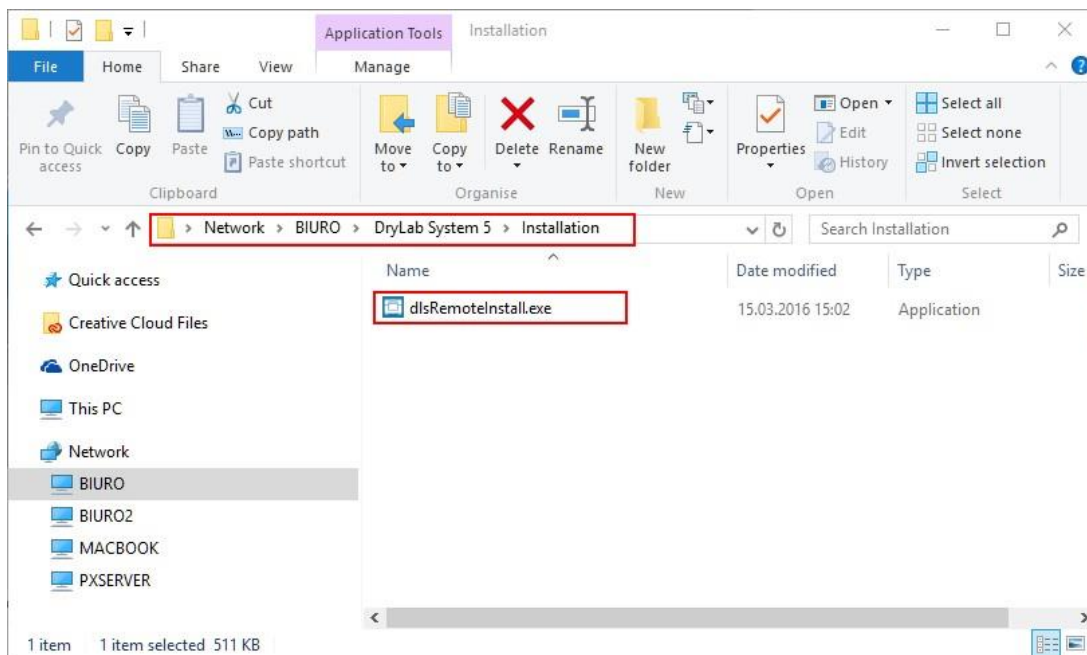 Application Tools Installation
File Home Share View Manage
Pin to Quick access
Copy
Paste
Cut
Copy path
Paste shortcut
Clipboard
Move to
Copy to
Delete
Rename
Organise
New folder
New
Properties
Open
Edit
History
Open
Select all
Select none
Invert selection
Select
Network > BIURO > DryLab System 5 > Installation
Search Installation
Name Date modified Type Size
dlsRemoteInstall.exe 15.03.2016 15:02 Application
Quick access
Creative Cloud Files
OneDrive
This PC
Network
BIURO
BIURO2
MACBOOK
PXSERVER
1 item 1 item selected 511 KB